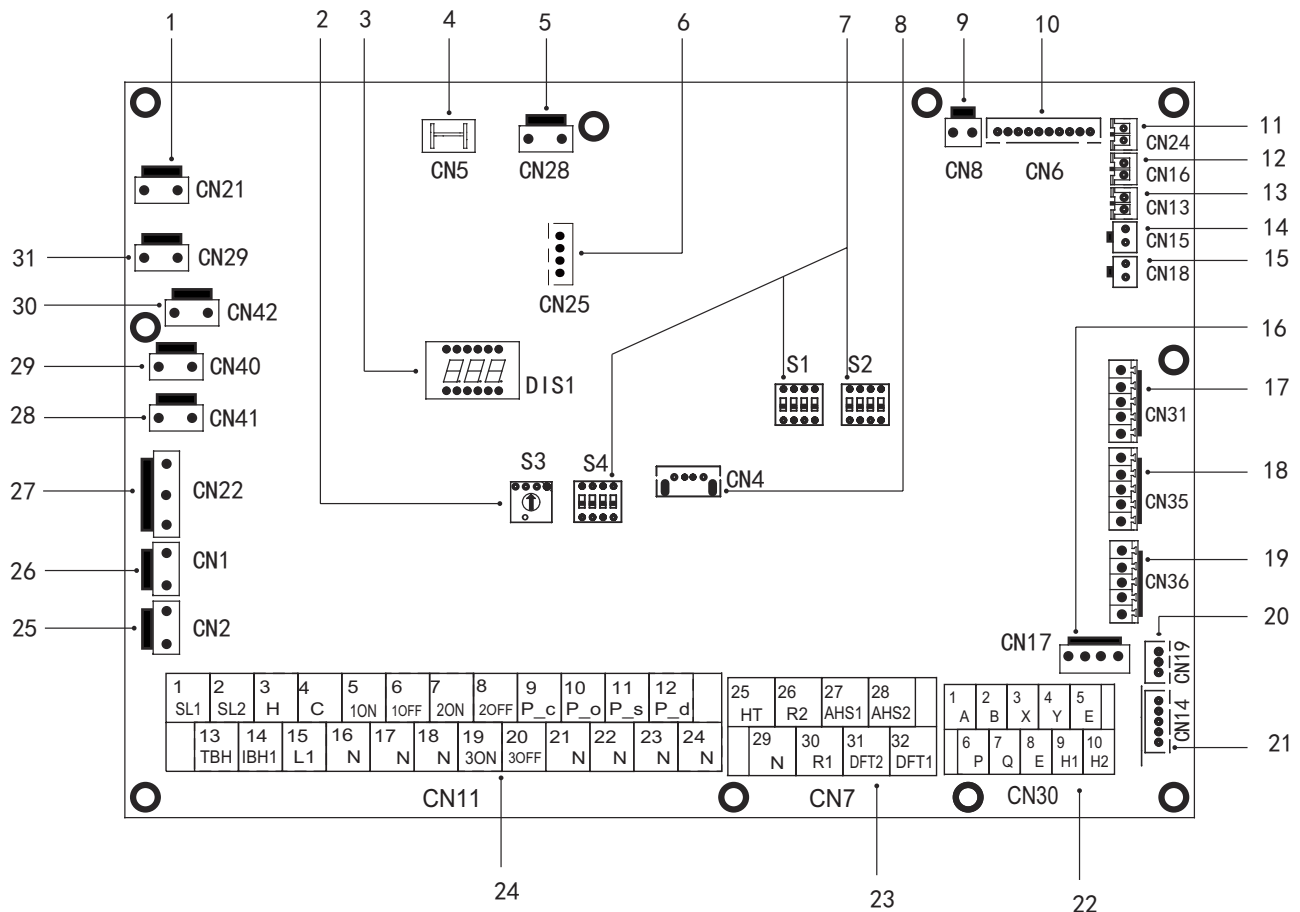 1 2 3 4 5 6 7 8 9 10
CN5 CN28 CN8 CN6 CN24 11
CN16 12
CN21 CN13 13
CN15 14
CN18 15
31 CN29
CN25
30 CN42
16
29 CN40 DIS1 S1 S2
CN31 17
28 CN41
S3 S4 CN4
27 CN22 CN35 18
26 CN1 CN36 19
25 CN2 CN17 20
CN19
1 2 3 4 5 6 7 8 9 10 11 12
SL1 SL2 H C 1ON 1OFF 2ON 2OFF P_c P_o P_s P_d
13 14 15 16 17 18 19 20 21 22 23 24
TBH IBH1 L1 N N N 3ON 3OFF N N N N
CN11
25 26 27 28
HT R2 AHS1 AHS2
29 30 31 32
N R1 DFT2 DFT1
CN7
1 2 3 4 5
A B X Y E
6 7 8 9 10
P Q E H1 H2
CN30
CN14 21
24 23 22